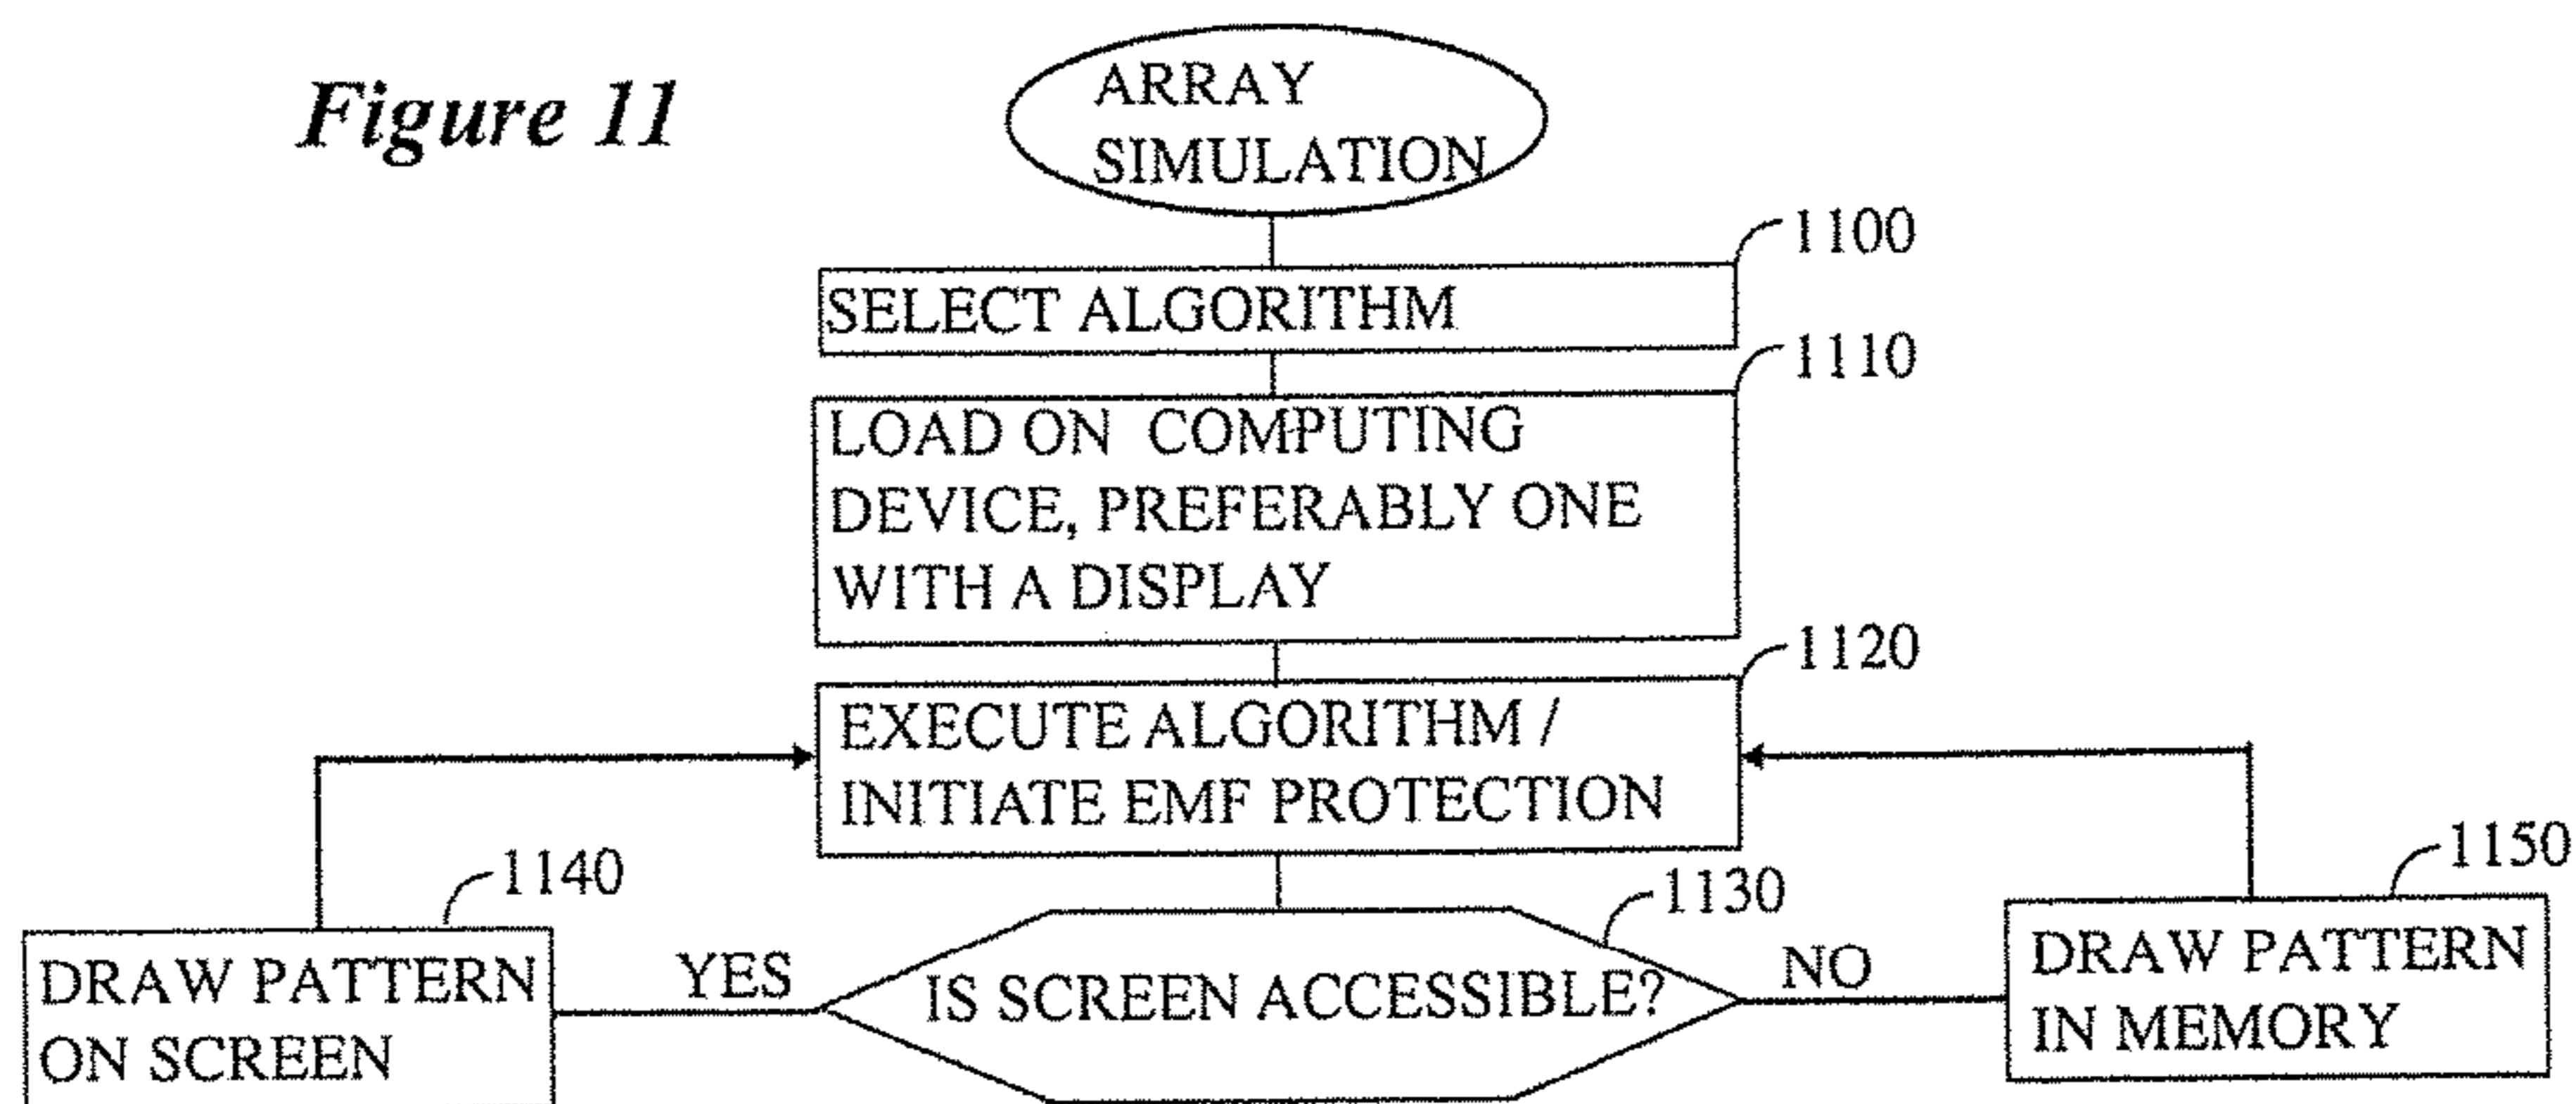 Figure 11
ARRAY
SIMULATION
1100
SELECT ALGORITHM
1110
LOAD ON COMPUTING
DEVICE, PREFERABLY ONE
WITH A DISPLAY
1120
EXECUTE ALGORITHM /
INITIATE EMF PROTECTION
1140
1130
1150
DRAW PATTERN
ON SCREEN
YES
IS SCREEN ACCESSIBLE?
NO
DRAW PATTERN
IN MEMORY